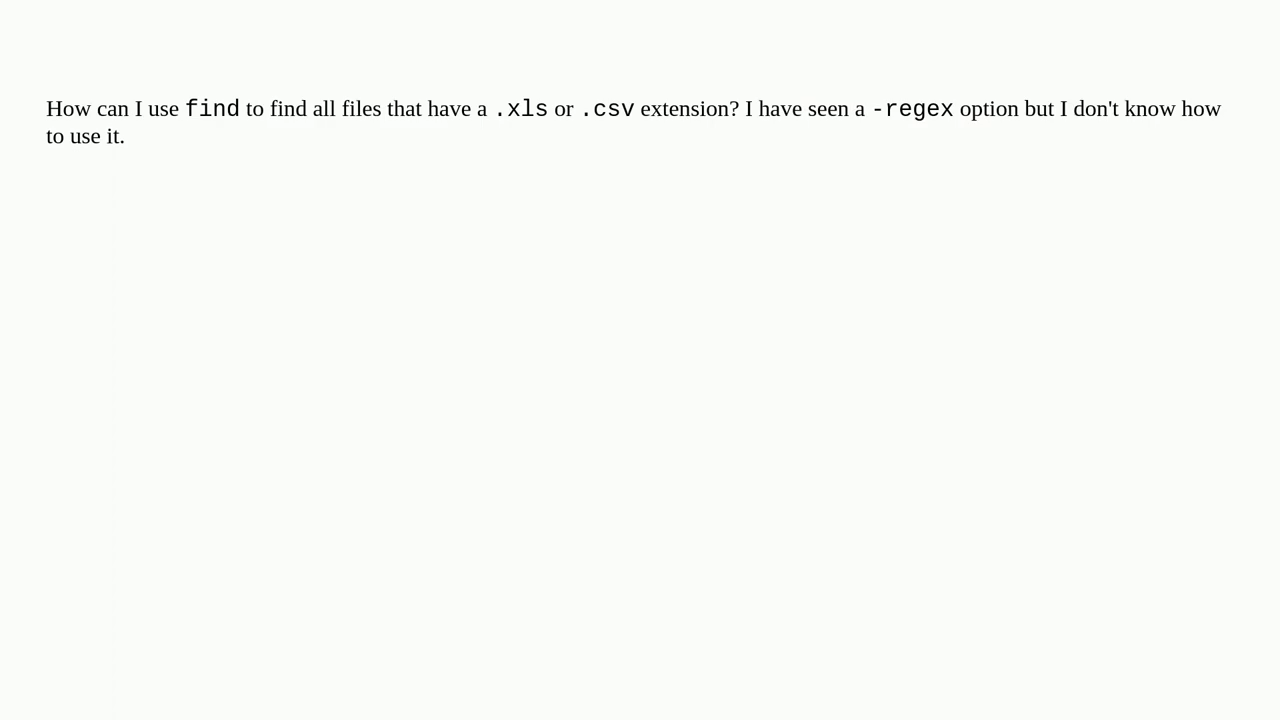 How can I use find to find all files that have a .xls or .csv extension? I have seen a -regex option but I don't know how
to use it.